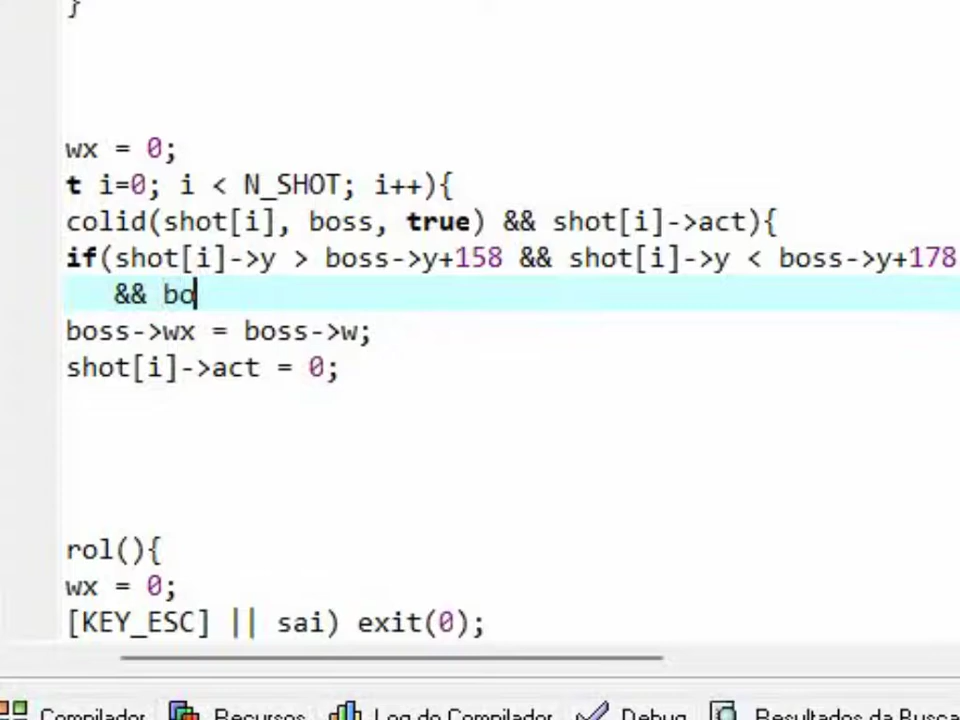 }
wx = 0;
t i=0; i < N_SHOT; i++){
colid(shot[i], boss, true) && shot[i]->act){
if(shot[i]->y > boss->y+158 && shot[i]->y < boss->y+178
&& bo
boss->wx = boss->w;
shot[i]->act = 0;
rol(){
wx = 0;
[KEY_ESC] || sai) exit(0);
Compilador Recursos Log do Compilador Debug Resultados da Busca